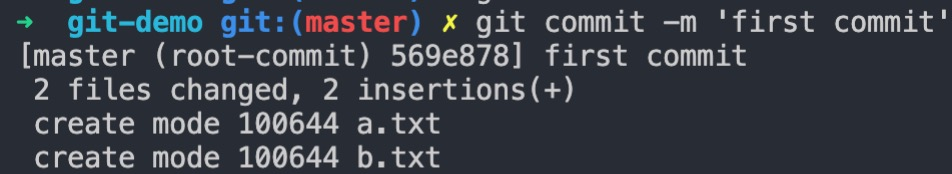 ➜ git-demo git:(master) ✗ git commit -m 'first commit'
[master (root-commit) 569e878] first commit
2 files changed, 2 insertions(+)
create mode 100644 a.txt
create mode 100644 b.txt